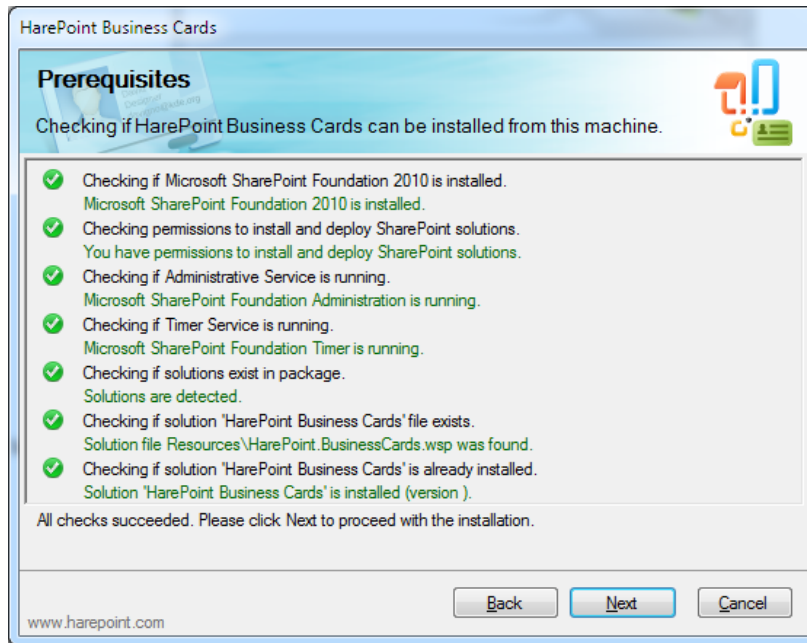 HarePoint Business Cards
Prerequisites
Checking if HarePoint Business Cards can be installed from this machine.
Checking if Microsoft SharePoint Foundation 2010 is installed.
Microsoft SharePoint Foundation 2010 is installed.
Checking permissions to install and deploy SharePoint solutions.
You have permissions to install and deploy SharePoint solutions.
Checking if Administrative Service is running.
Microsoft SharePoint Foundation Administration is running.
Checking if Timer Service is running.
Microsoft SharePoint Foundation Timer is running.
Checking if solutions exist in package.
Solutions are detected.
Checking if solution 'HarePoint Business Cards' file exists.
Solution file Resources\HarePoint.BusinessCards.wsp was found.
Checking if solution 'HarePoint Business Cards' is already installed.
Solution 'HarePoint Business Cards' is installed (version ).
All checks succeeded. Please click Next to proceed with the installation.
Back Next Cancel
www.harepoint.com